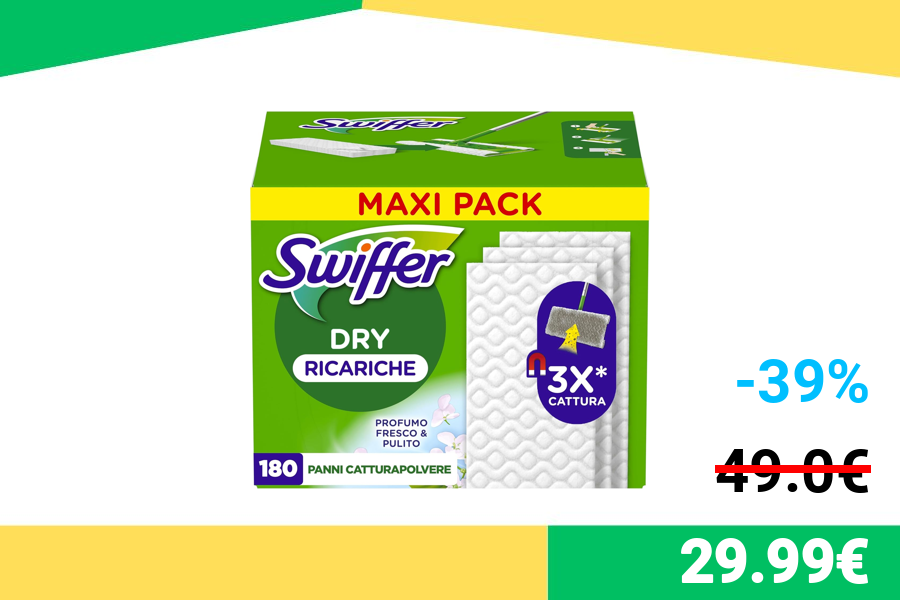 Swiffer
MAXI PACK
Swiffer
DRY
RICARICHE
3X*
CATTURA
PROFUMO
FRESCO &
PULITO
180 PANNI CATTURAPOLVERE
-39%
49.0€
29.99€